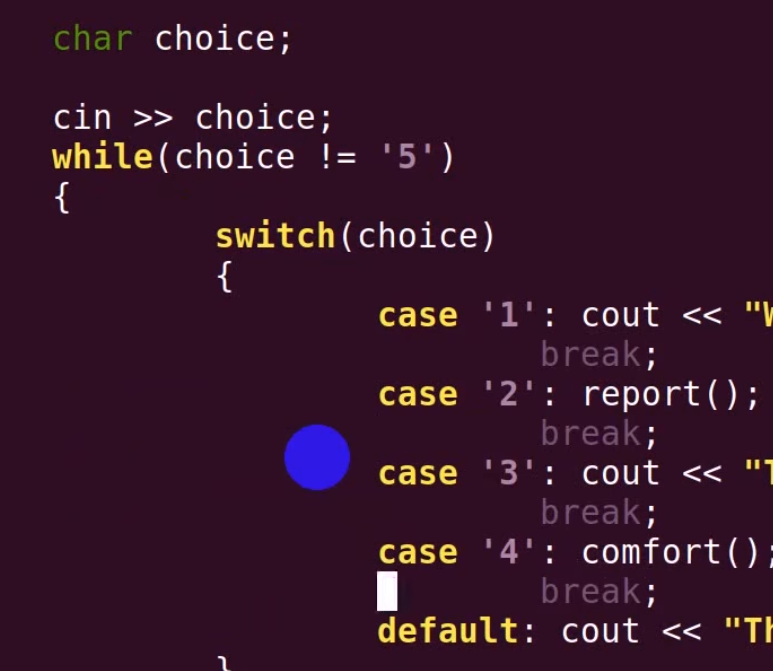 char choice;
cin >> choice;
while(choice != '5')
{
switch(choice)
{
case '1': cout << "W
break;
case '2': report();
break;
case '3': cout << "T
break;
case '4': comfort();
break;
default: cout << "Th
}